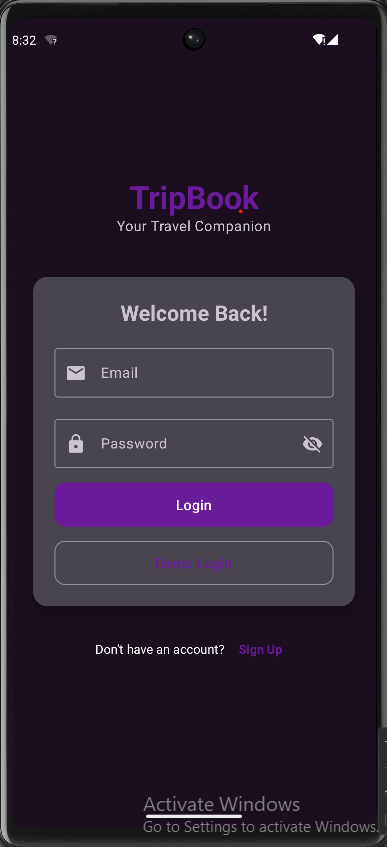 8:32
TripBook
Your Travel Companion
Welcome Back!
Email
Password
Login
Demo Login
Don't have an account? Sign Up
Activate Windows
Go to Settings to activate Windows.